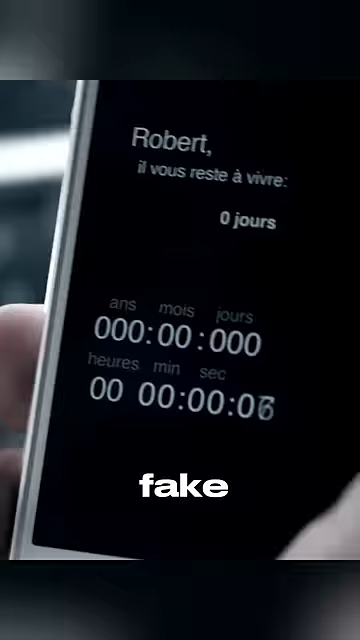 Robert,
il vous reste à vivre:
0 jours
ans mois jours
000:00:000
heures min sec
00 00:00:06
fake